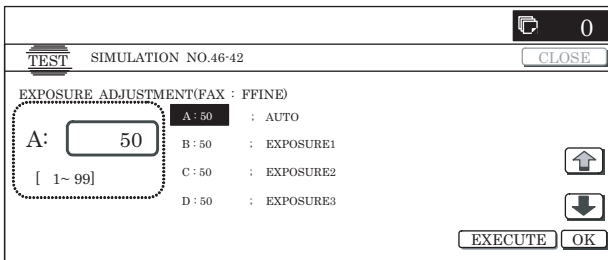 0
TEST SIMULATION NO.46-42 CLOSE
EXPOSURE ADJUSTMENT(FAX : FFINE)
A: 50
[ 1~ 99]
A : 50 ; AUTO
B : 50 ; EXPOSURE1
C : 50 ; EXPOSURE2
D : 50 ; EXPOSURE3
EXECUTE OK